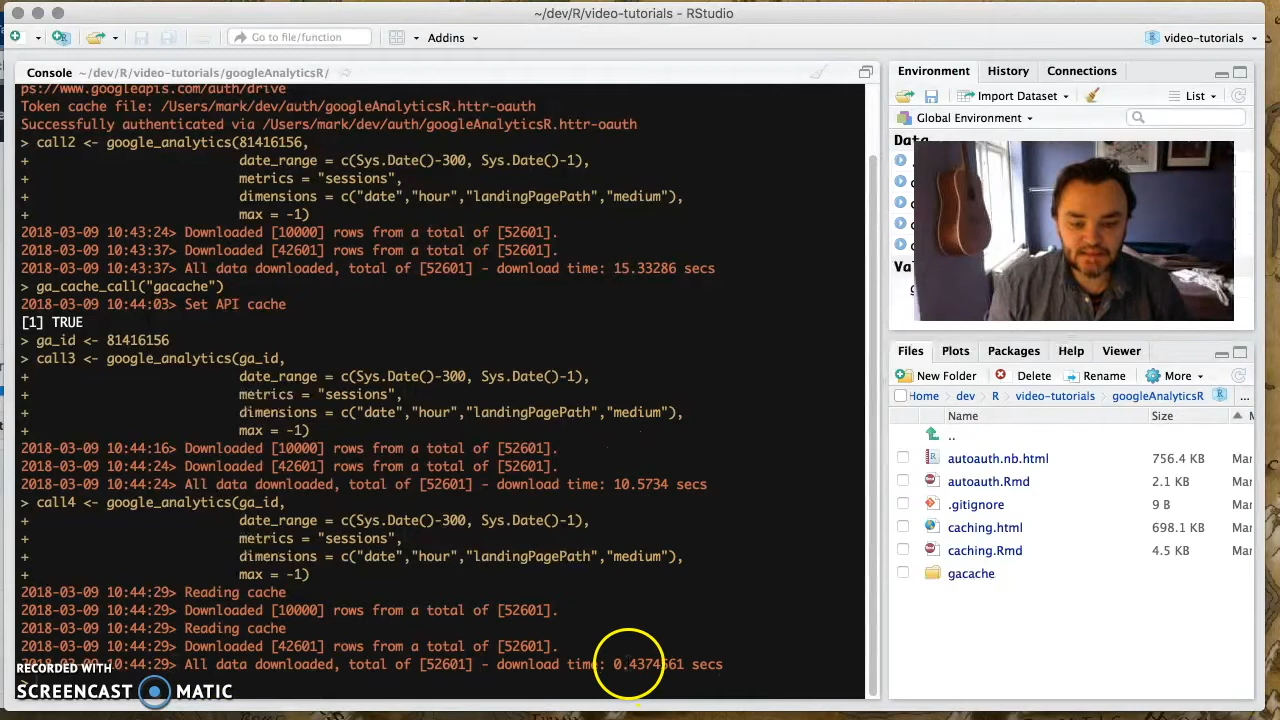 ~/dev/R/video-tutorials - RStudio
Go to file/function
Addins
video-tutorials
Console ~/dev/R/video-tutorials/googleAnalyticsR/
ps://www.googleapis.com/auth/drive
Token cache file: /Users/mark/dev/auth/googleAnalyticsR.httr-oauth
Successfully authenticated via /Users/mark/dev/auth/googleAnalyticsR.httr-oauth
> call2 <- google_analytics(81416156,
+ date_range = c(Sys.Date()-300, Sys.Date()-1),
+ metrics = "sessions",
+ dimensions = c("date","hour","landingPagePath","medium"),
+ max = -1)
2018-03-09 10:43:24> Downloaded [10000] rows from a total of [52601].
2018-03-09 10:43:37> Downloaded [42601] rows from a total of [52601].
2018-03-09 10:43:37> All data downloaded, total of [52601] - download time: 15.33286 secs
> ga_cache_call("gacache")
2018-03-09 10:44:03> Set API cache
[1] TRUE
> ga_id <- 81416156
> call3 <- google_analytics(ga_id,
+ date_range = c(Sys.Date()-300, Sys.Date()-1),
+ metrics = "sessions",
+ dimensions = c("date","hour","landingPagePath","medium"),
+ max = -1)
2018-03-09 10:44:16> Downloaded [10000] rows from a total of [52601].
2018-03-09 10:44:24> Downloaded [42601] rows from a total of [52601].
2018-03-09 10:44:24> All data downloaded, total of [52601] - download time: 10.5734 secs
> call4 <- google_analytics(ga_id,
+ date_range = c(Sys.Date()-300, Sys.Date()-1),
+ metrics = "sessions",
+ dimensions = c("date","hour","landingPagePath","medium"),
+ max = -1)
2018-03-09 10:44:29> Reading cache
2018-03-09 10:44:29> Downloaded [10000] rows from a total of [52601].
2018-03-09 10:44:29> Reading cache
2018-03-09 10:44:29> Downloaded [42601] rows from a total of [52601].
10:44:29> All data downloaded, total of [52601] - download time: 0.4374561 secs
>
RECORDED WITH
SCREENCAST MATIC
Environment History Connections
Import Dataset List
Global Environment
Data
Files Plots Packages Help Viewer
New Folder Delete Rename More
Home dev R video-tutorials googleAnalyticsR ...
Name Size
..
autoauth.nb.html 756.4 KB Mar
autoauth.Rmd 2.1 KB Mar
.gitignore 9 B Mar
caching.html 698.1 KB Mar
caching.Rmd 4.5 KB Mar
gacache